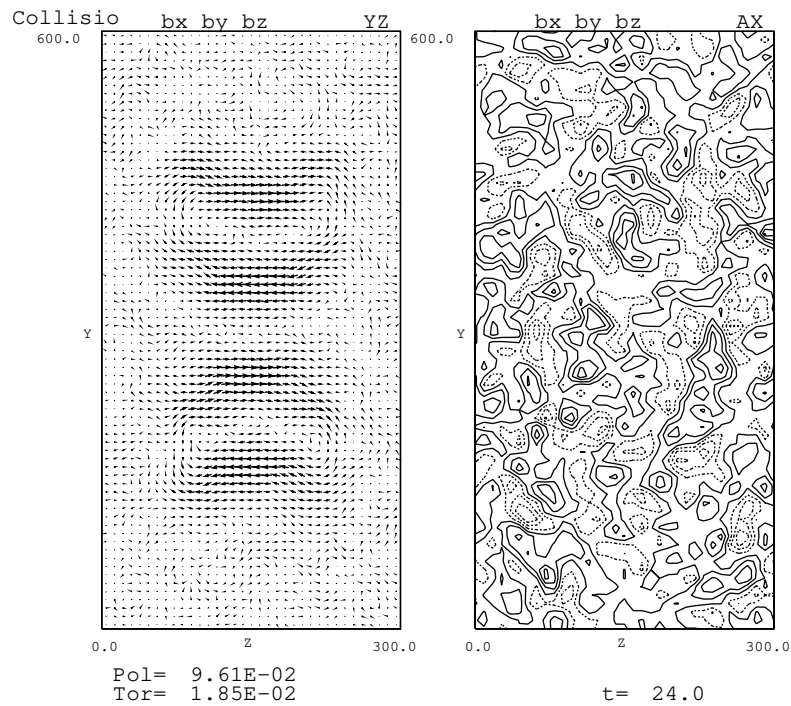 Collisio
bx by bz YZ
600.0
Y
0.0 Z 300.0
Pol= 9.61E-02
Tor= 1.85E-02
bx by bz AX
600.0
Y
0.0 Z 300.0
t= 24.0